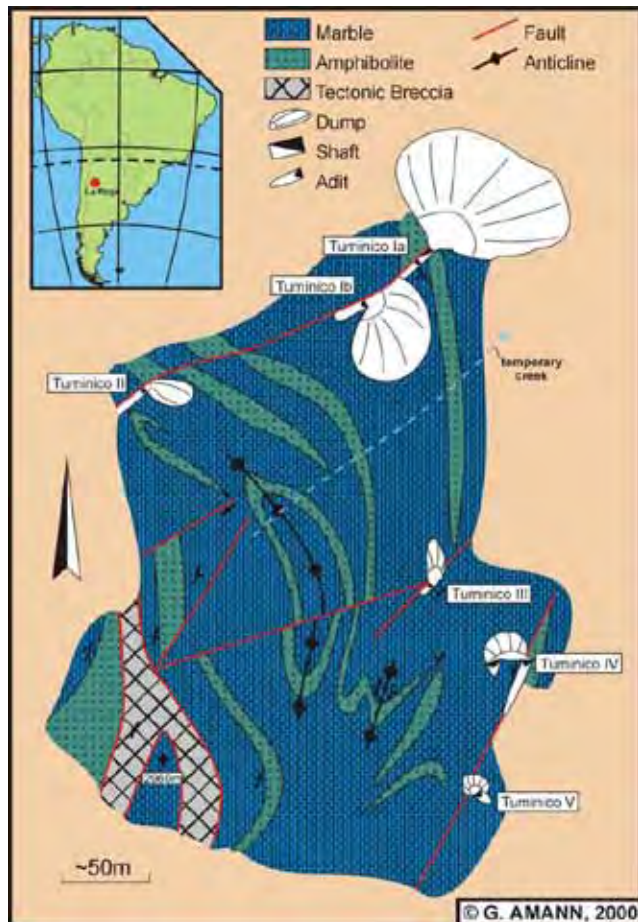 Marble
Amphibolite
Tectonic Breccia
Dump
Shaft
Adit
Fault
Anticline
La Rioja
Tuminico Ia
Tuminico Ib
temporary
creek
Tuminico II
Tuminico III
Tuminico IV
Tuminico V
~50m
© G. AMANN, 2000